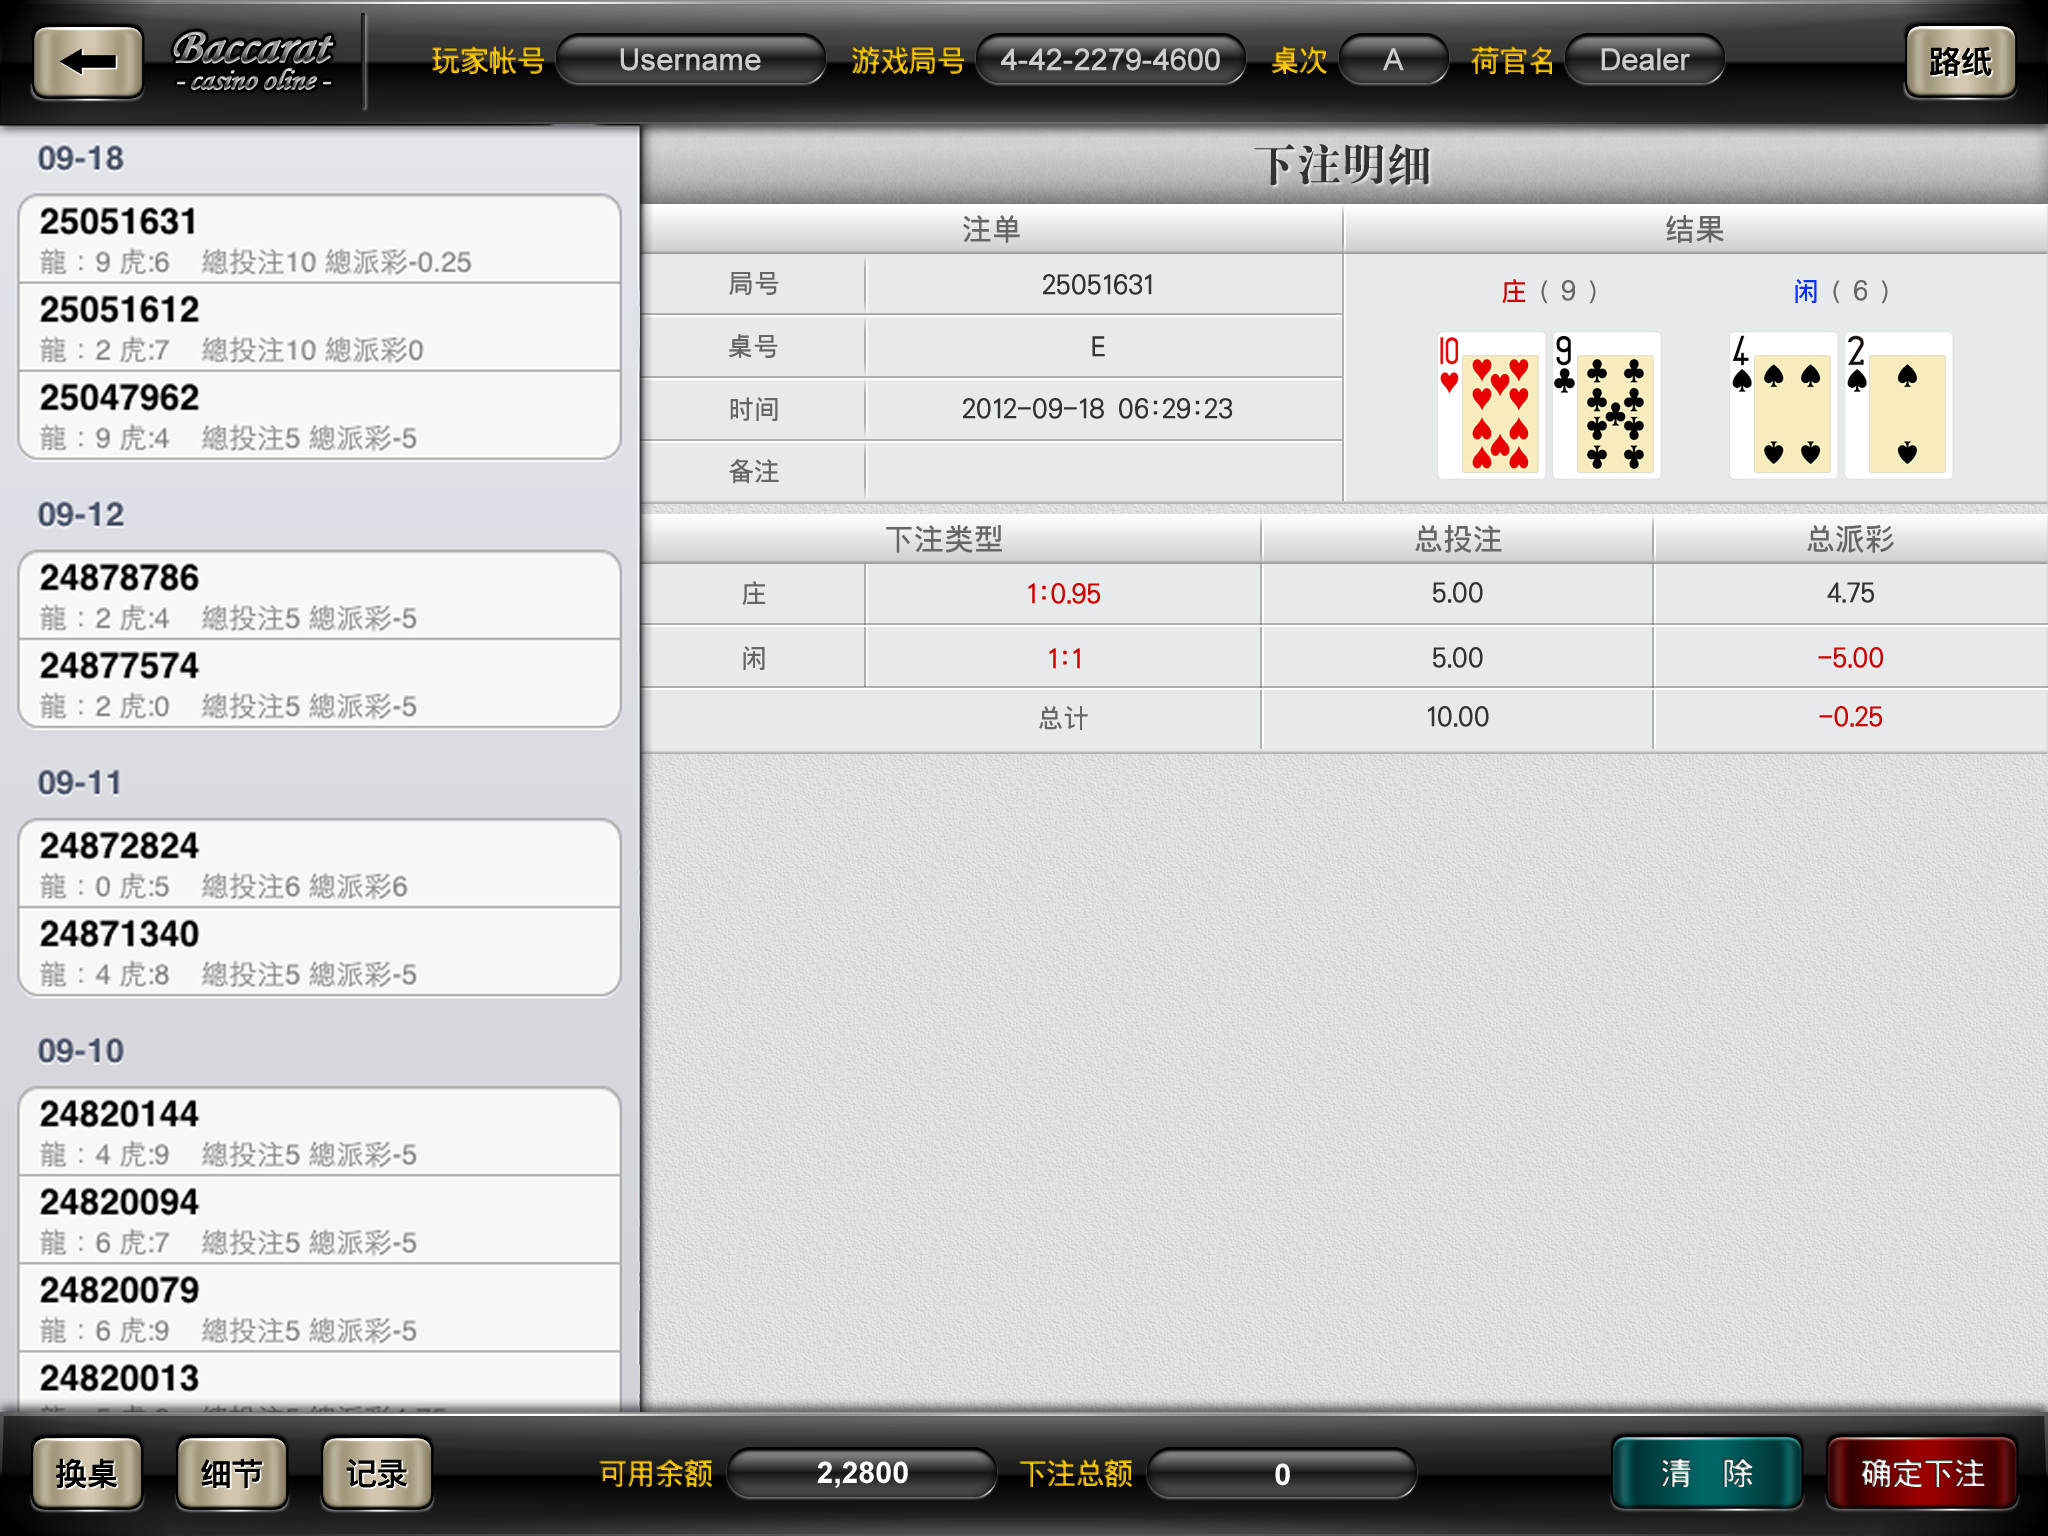 Baccarat
- casino oline -
玩家帐号 Username 游戏局号 4-42-2279-4600 桌次 A 荷官名 Dealer 路纸
09-18
25051631
龍：9 虎:6 總投注10 總派彩-0.25
25051612
龍：2 虎:7 總投注10 總派彩0
25047962
龍：9 虎:4 總投注5 總派彩-5
09-12
24878786
龍：2 虎:4 總投注5 總派彩-5
24877574
龍：2 虎:0 總投注5 總派彩-5
09-11
24872824
龍：0 虎:5 總投注6 總派彩6
24871340
龍：4 虎:8 總投注5 總派彩-5
09-10
24820144
龍：4 虎:9 總投注5 總派彩-5
24820094
龍：6 虎:7 總投注5 總派彩-5
24820079
龍：6 虎:9 總投注5 總派彩-5
24820013
下注明细
注单 结果
局号 25051631
桌号 E
时间 2012-09-18 06:29:23
备注
庄 ( 9 ) 闲 ( 6 )
10 9 4 2
下注类型 总投注 总派彩
庄 1:0.95 5.00 4.75
闲 1:1 5.00 -5.00
总计 10.00 -0.25
换桌 细节 记录 可用余额 2,2800 下注总额 0 清 除 确定下注